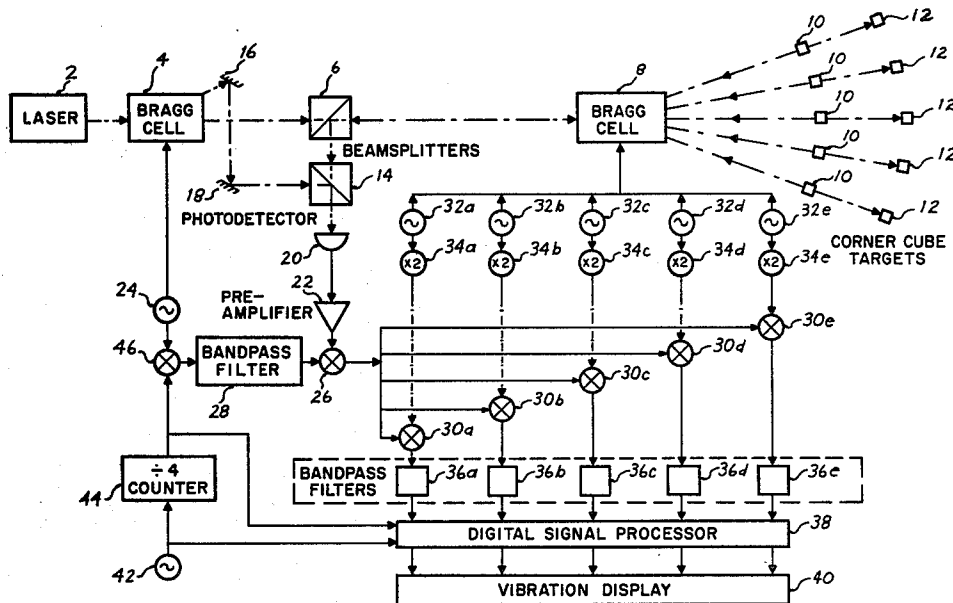 2
LASER
4
BRAGG
CELL
16
6
8
BRAGG
CELL
10
12
10
12
10
12
10
12
10
12
BEAMSPLITTERS
14
18
PHOTODETECTOR
20
32a
32b
32c
32d
32e
CORNER CUBE
TARGETS
x2
34a
x2
34b
x2
34c
x2
34d
x2
34e
22
PRE-
AMPLIFIER
24
46
BANDPASS
FILTER
28
26
30e
30d
30c
30b
30a
BANDPASS
FILTERS
36a
36b
36c
36d
36e
÷4
COUNTER
44
DIGITAL SIGNAL PROCESSOR
38
42
VIBRATION DISPLAY
40